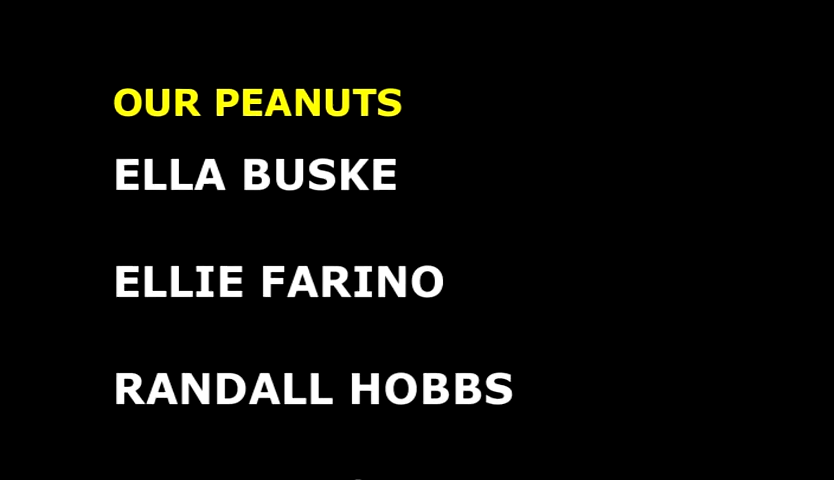 OUR PEANUTS
ELLA BUSKE
ELLIE FARINO
RANDALL HOBBS